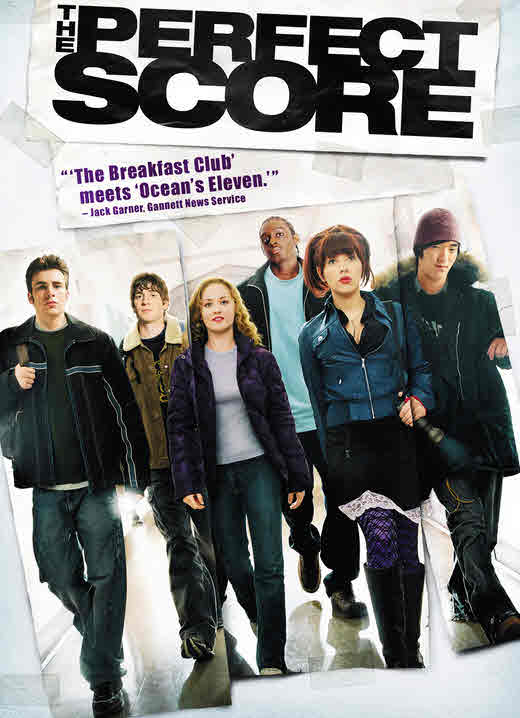 THE PERFECT
SCORE
“‘The Breakfast Club’
meets ‘Ocean's Eleven.’”
– Jack Garner, Gannett News Service